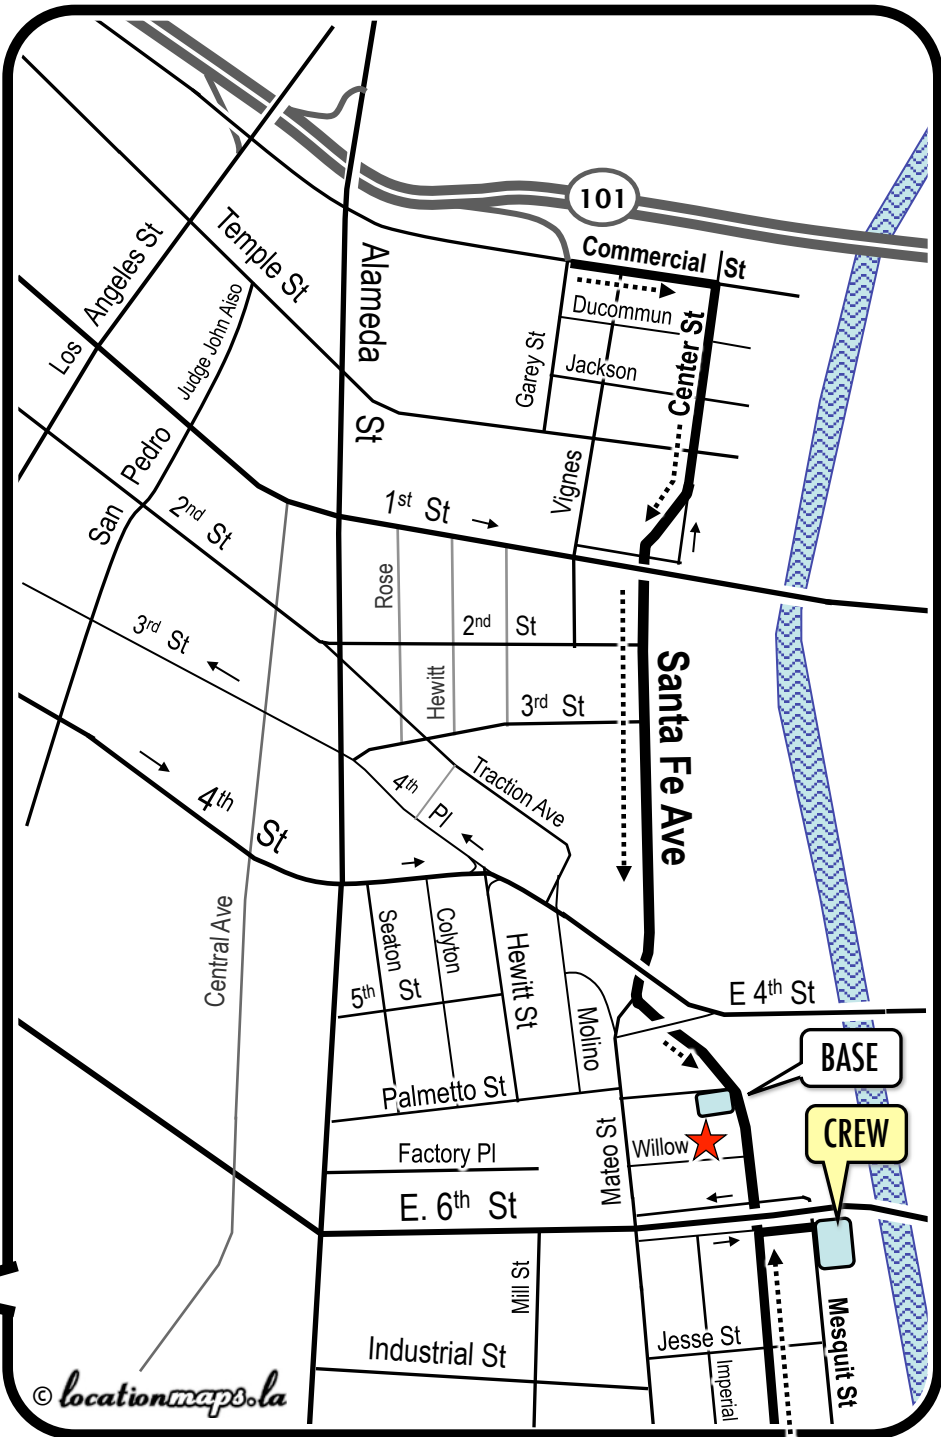 101
Commercial St
Temple St
Alameda St
Los Angeles St
Judge John Aiso
Ducommun
Center St
Garey St
Jackson
San Pedro
Vignes
1st St
2nd St
Rose
3rd St
2nd St
Hewitt
Santa Fe Ave
3rd St
4th St
4th Pl
Traction Ave
Central Ave
Seaton
Colyton
Hewitt St
5th St
E 4th St
Molino
BASE
Palmetto St
CREW
Factory Pl
Mateo St
Willow
E. 6th St
Mill St
Industrial St
Jesse St
Imperial
Mesquit St
© locationmaps.la